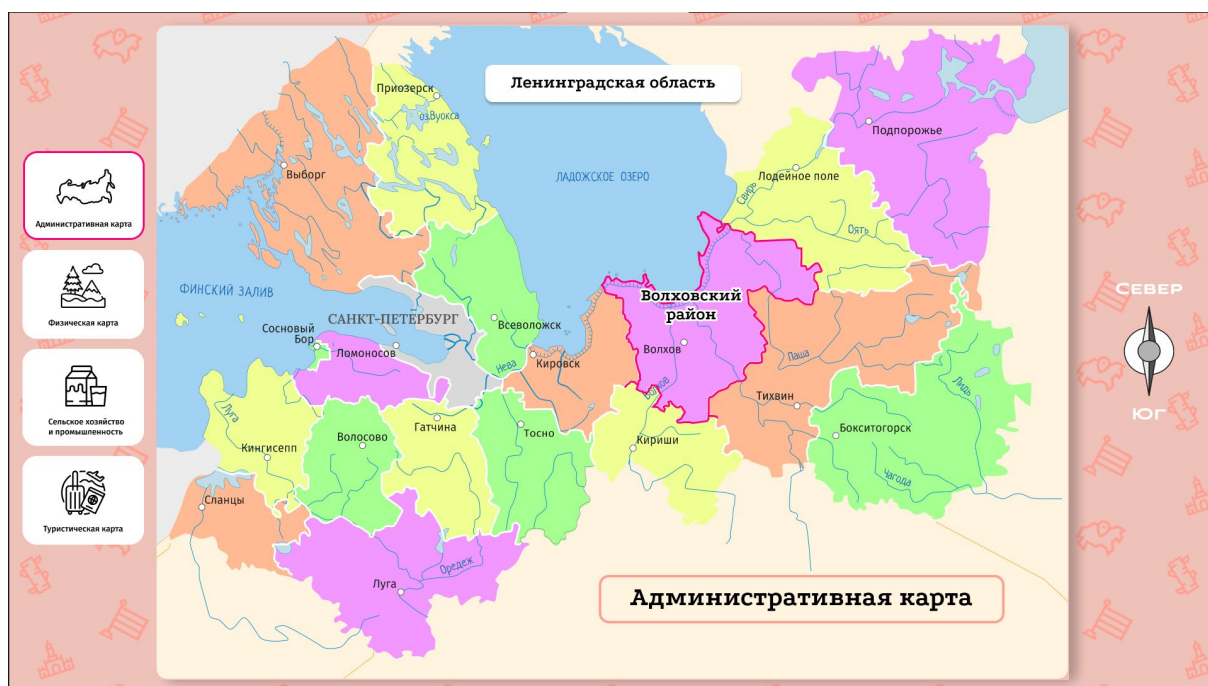 Ленинградская область
Административная карта
Физическая карта
Сельское хозяйство
и промышленность
Туристическая карта
Приозерск
оз.Вуокса
Выборг
ЛАДОЖСКОЕ ОЗЕРО
Подпорожье
Лодейное поле
Свирь
Оять
ФИНСКИЙ ЗАЛИВ
САНКТ-ПЕТЕРБУРГ
Всеволожск
Волховский
район
Сосновый
Бор
Ломоносов
Нева
Кировск
Волхов
Волхов
Паша
Тихвин
Лидь
Бокситогорск
Чагода
Луга
Кингисепп
Волосово
Гатчина
Тосно
Кириши
Сланцы
Луга
Оредеж
Север
Юг
Административная карта